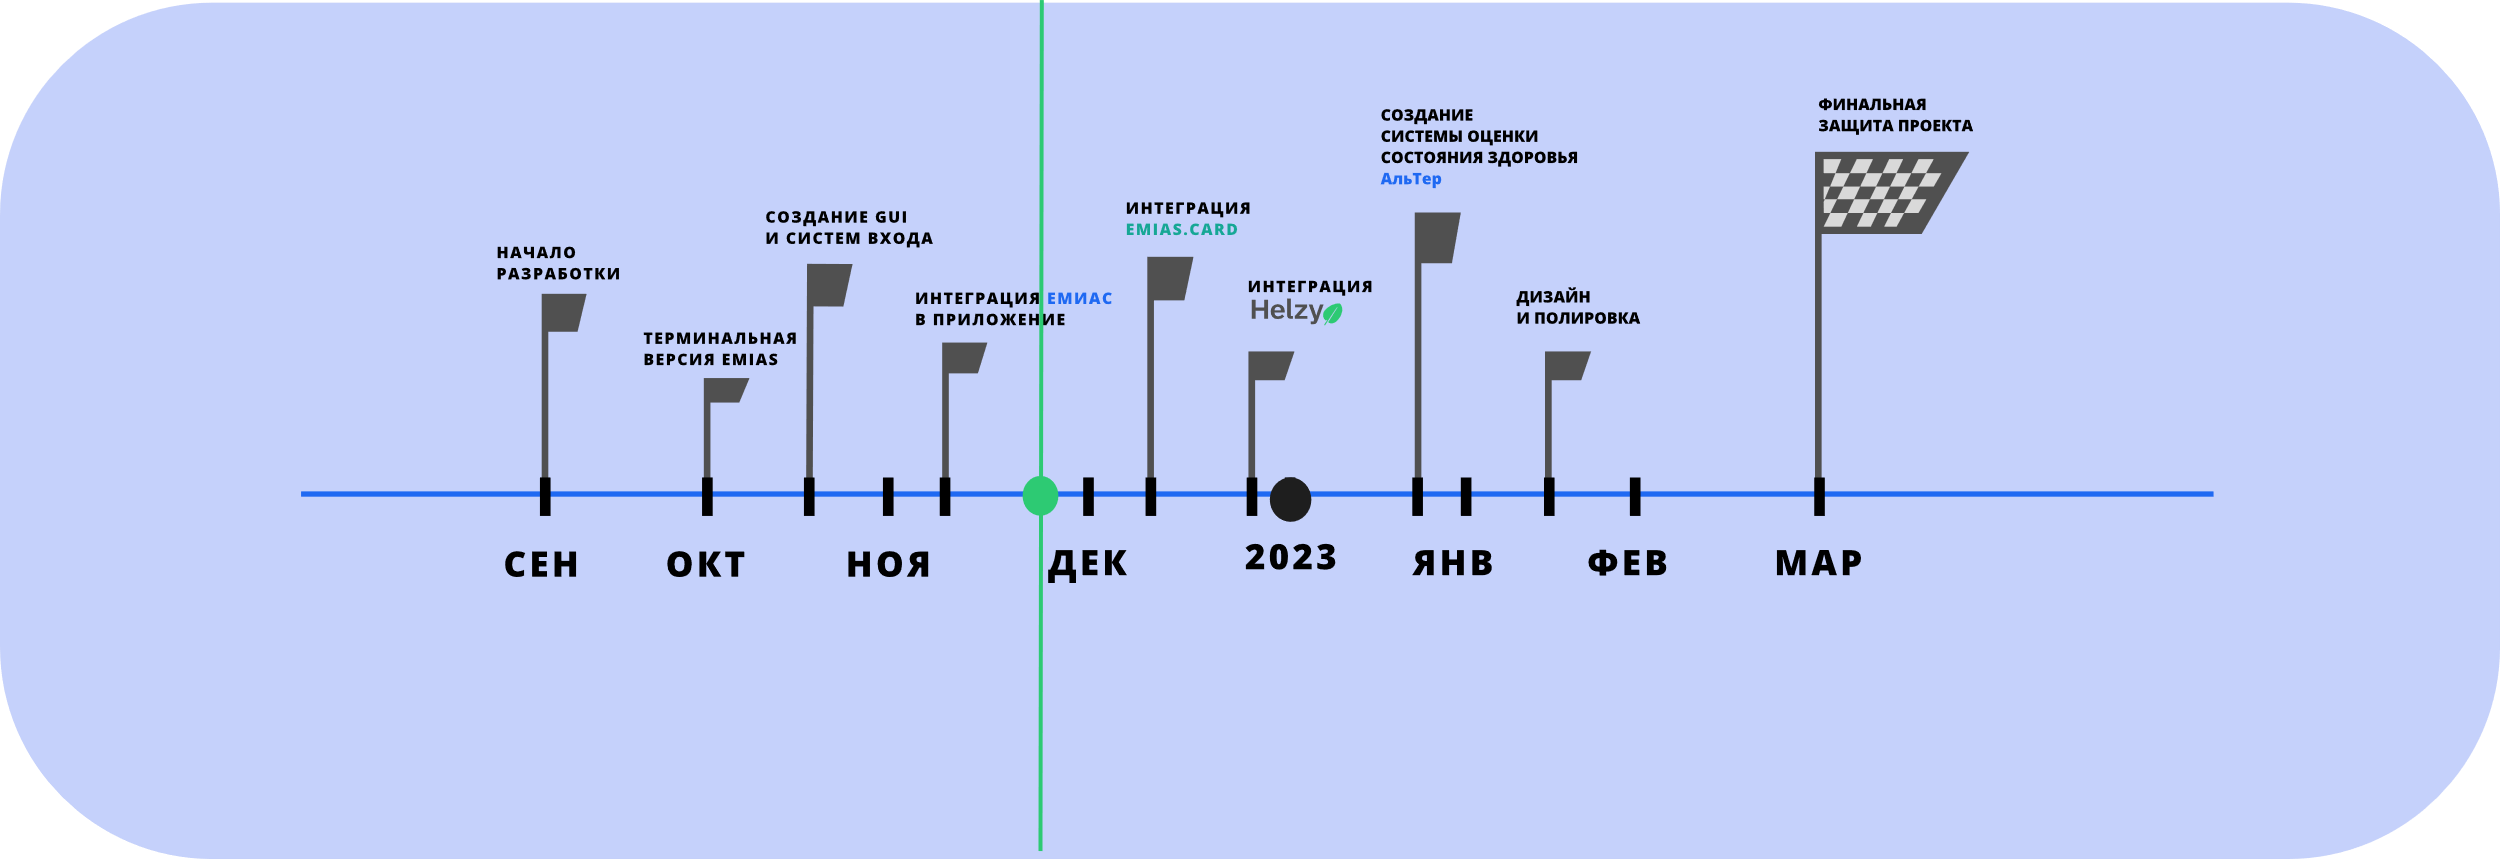 НАЧАЛО
РАЗРАБОТКИ
ТЕРМИНАЛЬНАЯ
ВЕРСИЯ EMIAS
СОЗДАНИЕ GUI
И СИСТЕМ ВХОДА
ИНТЕГРАЦИЯ ЕМИАС
В ПРИЛОЖЕНИЕ
ИНТЕГРАЦИЯ
EMIAS.CARD
ИНТЕГРАЦИЯ
Helzy
СОЗДАНИЕ
СИСТЕМЫ ОЦЕНКИ
СОСТОЯНИЯ ЗДОРОВЬЯ
АльТер
ДИЗАЙН
И ПОЛИРОВКА
ФИНАЛЬНАЯ
ЗАЩИТА ПРОЕКТА
СЕН
ОКТ
НОЯ
ДЕК
2023
ЯНВ
ФЕВ
МАР